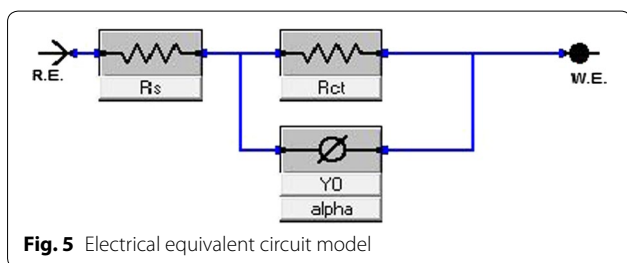 R.E.
Rs
Rct
W.E.
Y0
alpha
Fig. 5 Electrical equivalent circuit model